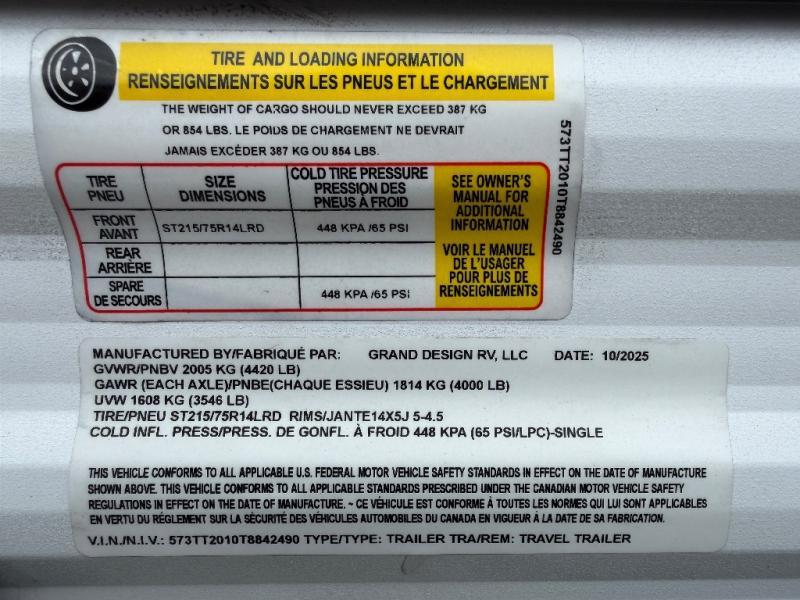 TIRE AND LOADING INFORMATION
RENSEIGNEMENTS SUR LES PNEUS ET LE CHARGEMENT
THE WEIGHT OF CARGO SHOULD NEVER EXCEED 387 KG
OR 854 LBS. LE POIDS DE CHARGEMENT NE DEVRAIT
JAMAIS EXCÉDER 387 KG OU 854 LBS.
573TT2010T8842490
TIRE
PNEU
SIZE
DIMENSIONS
COLD TIRE PRESSURE
PRESSION DES
PNEUS À FROID
FRONT
AVANT
ST215/75R14LRD
448 KPA /65 PSI
REAR
ARRIÈRE
SPARE
DE SECOURS
448 KPA /65 PSI
SEE OWNER'S
MANUAL FOR
ADDITIONAL
INFORMATION
VOIR LE MANUEL
DE L'USAGER
POUR PLUS DE
RENSEIGNEMENTS
MANUFACTURED BY/FABRIQUÉ PAR: GRAND DESIGN RV, LLC DATE: 10/2025
GVWR/PNBV 2005 KG (4420 LB)
GAWR (EACH AXLE)/PNBE(CHAQUE ESSIEU) 1814 KG (4000 LB)
UVW 1608 KG (3546 LB)
TIRE/PNEU ST215/75R14LRD RIMS/JANTE14X5J 5-4.5
COLD INFL. PRESS/PRESS. DE GONFL. À FROID 448 KPA (65 PSI/LPC)-SINGLE
THIS VEHICLE CONFORMS TO ALL APPLICABLE U.S. FEDERAL MOTOR VEHICLE SAFETY STANDARDS IN EFFECT ON THE DATE OF MANUFACTURE
SHOWN ABOVE. THIS VEHICLE CONFORMS TO ALL APPLICABLE STANDARDS PRESCRIBED UNDER THE CANADIAN MOTOR VEHICLE SAFETY
REGULATIONS IN EFFECT ON THE DATE OF MANUFACTURE. ~ CE VÉHICULE EST CONFORME À TOUTES LES NORMES QUI LUI SONT APPLICABLES
EN VERTU DU RÉGLEMENT SUR LA SÉCURITÉ DES VÉHICULES AUTOMOBILES DU CANADA EN VIGUEUR À LA DATE DE SA FABRICATION.
V.I.N./N.I.V.: 573TT2010T8842490 TYPE/TYPE: TRAILER TRA/REM: TRAVEL TRAILER